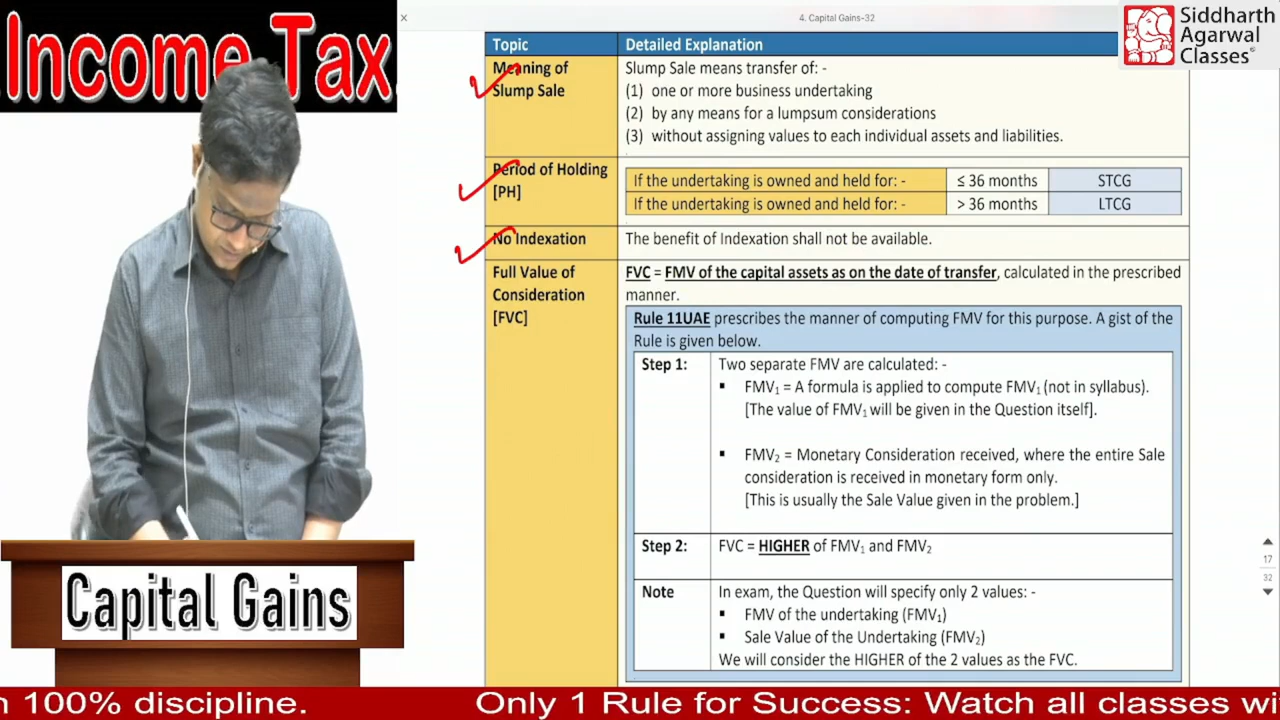 Income Tax
×
4. Capital Gains-32
Siddharth
Agarwal
Classes®
Topic
Detailed Explanation
Meaning of
Slump Sale
Slump Sale means transfer of: -
(1) one or more business undertaking
(2) by any means for a lumpsum considerations
(3) without assigning values to each individual assets and liabilities.
Period of Holding
[PH]
If the undertaking is owned and held for: - ≤ 36 months STCG
If the undertaking is owned and held for: - > 36 months LTCG
No Indexation
The benefit of Indexation shall not be available.
Full Value of
Consideration
[FVC]
FVC = FMV of the capital assets as on the date of transfer, calculated in the prescribed
manner.
Rule 11UAE prescribes the manner of computing FMV for this purpose. A gist of the
Rule is given below.
Step 1:
Two separate FMV are calculated: -
▪ FMV₁ = A formula is applied to compute FMV₁ (not in syllabus).
[The value of FMV₁ will be given in the Question itself].
▪ FMV₂ = Monetary Consideration received, where the entire Sale
consideration is received in monetary form only.
[This is usually the Sale Value given in the problem.]
Step 2:
FVC = HIGHER of FMV₁ and FMV₂
Note
In exam, the Question will specify only 2 values: -
▪ FMV of the undertaking (FMV₁)
▪ Sale Value of the Undertaking (FMV₂)
We will consider the HIGHER of the 2 values as the FVC.
17
32
Capital Gains
n 100% discipline.
Only 1 Rule for Success: Watch all classes wi